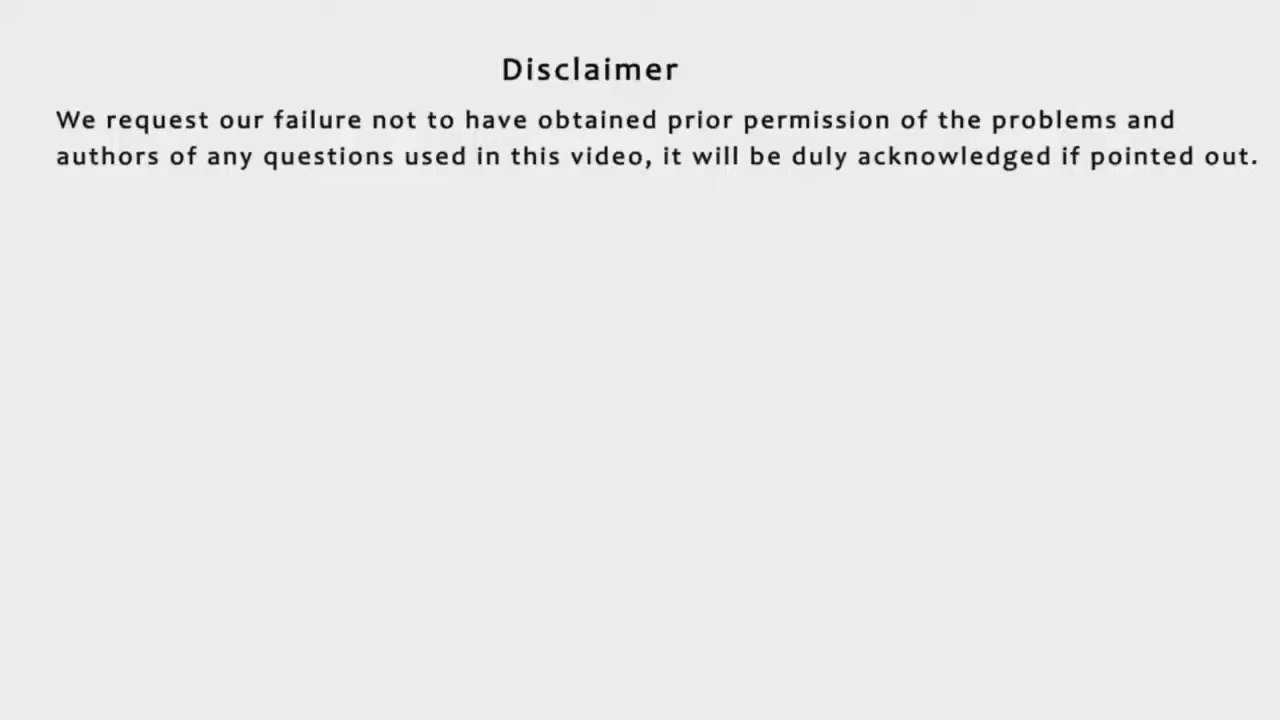 Disclaimer
We request our failure not to have obtained prior permission of the problems and
authors of any questions used in this video, it will be duly acknowledged if pointed out.